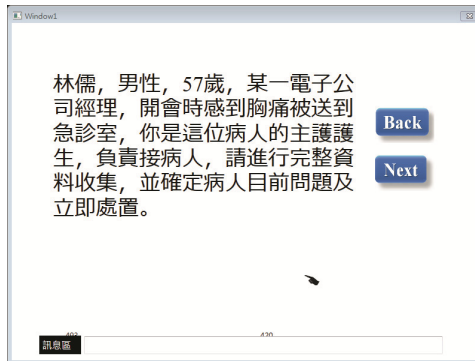 Window1
林儒，男性，57歲，某一電子公
司經理，開會時感到胸痛被送到
急診室，你是這位病人的主護護
生，負責接病人，請進行完整資
料收集，並確定病人目前問題及
立即處置。
Back
Next
訊息區